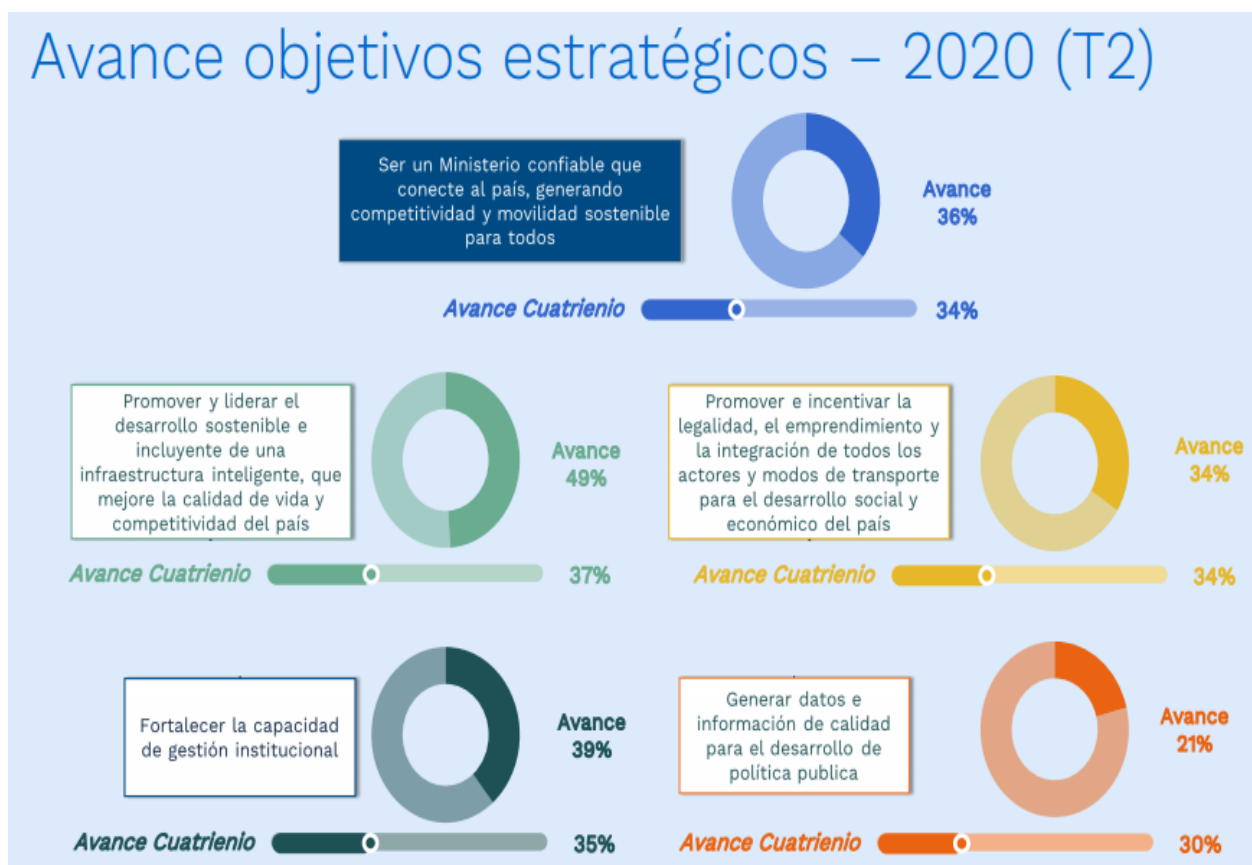 Avance objetivos estratégicos – 2020 (T2)
Ser un Ministerio confiable que
conecte al país, generando
competitividad y movilidad sostenible
para todos
Avance
36%
Avance Cuatrienio
34%
Promover y liderar el
desarrollo sostenible e
incluyente de una
infraestructura inteligente, que
mejore la calidad de vida y
competitividad del país
Avance
49%
Avance Cuatrienio
37%
Promover e incentivar la
legalidad, el emprendimiento y
la integración de todos los
actores y modos de transporte
para el desarrollo social y
económico del país
Avance
34%
Avance Cuatrienio
34%
Fortalecer la capacidad
de gestión institucional
Avance
39%
Avance Cuatrienio
35%
Generar datos e
información de calidad
para el desarrollo de
política publica
Avance
21%
Avance Cuatrienio
30%